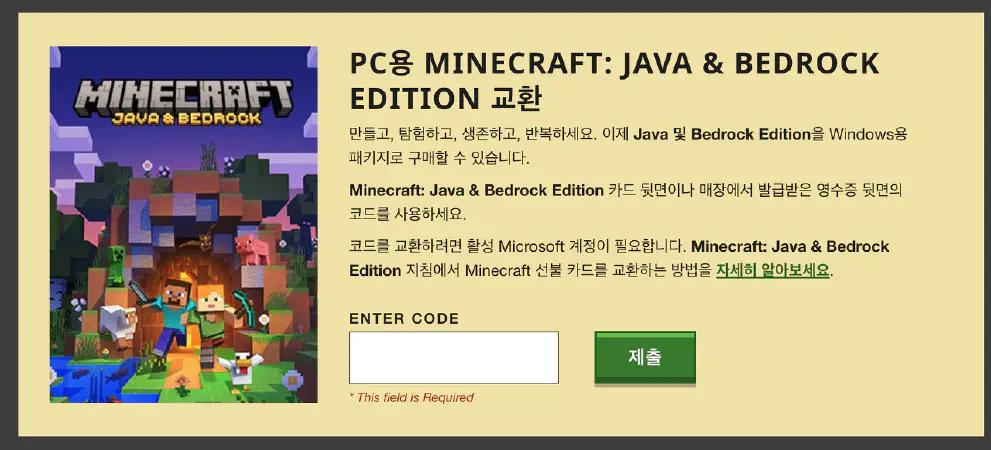 MINECRAFT
JAVA & BEDROCK
PC용 MINECRAFT: JAVA & BEDROCK
EDITION 교환
만들고, 탐험하고, 생존하고, 반복하세요. 이제 Java 및 Bedrock Edition을 Windows용
패키지로 구매할 수 있습니다.
Minecraft: Java & Bedrock Edition 카드 뒷면이나 매장에서 발급받은 영수증 뒷면의
코드를 사용하세요.
코드를 교환하려면 활성 Microsoft 계정이 필요합니다. Minecraft: Java & Bedrock
Edition 지침에서 Minecraft 선불 카드를 교환하는 방법을 자세히 알아보세요.
ENTER CODE
제출
* This field is Required